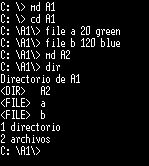 C: \> md A1
C: \> cd A1
C: \A1\> file a 20 green
C: \A1\> file b 120 blue
C: \A1\> md A2
C: \A1\> dir
Directorio de A1
<DIR>   A2
<FILE>  a
<FILE>  b
1 directorio
2 archivos
C: \A1\>